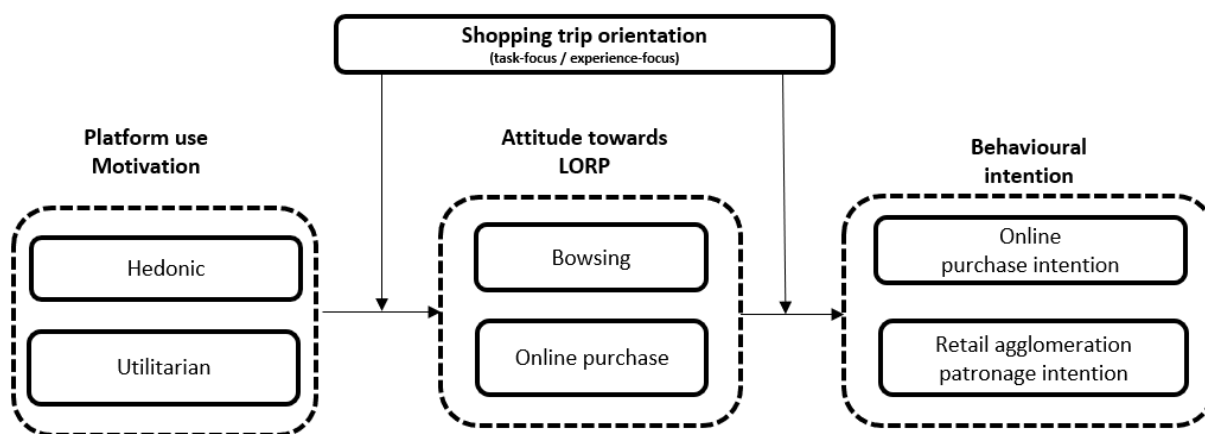 Shopping trip orientation
(task-focus / experience-focus)
Platform use
Motivation
Hedonic
Utilitarian
Attitude towards
LORP
Bowsing
Online purchase
Behavioural
intention
Online
purchase intention
Retail agglomeration
patronage intention